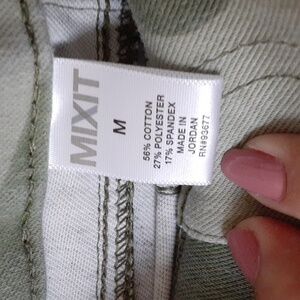 MIXIT
M
56% COTTON
27% POLYESTER
17% SPANDEX
MADE IN
JORDAN
RN#93677